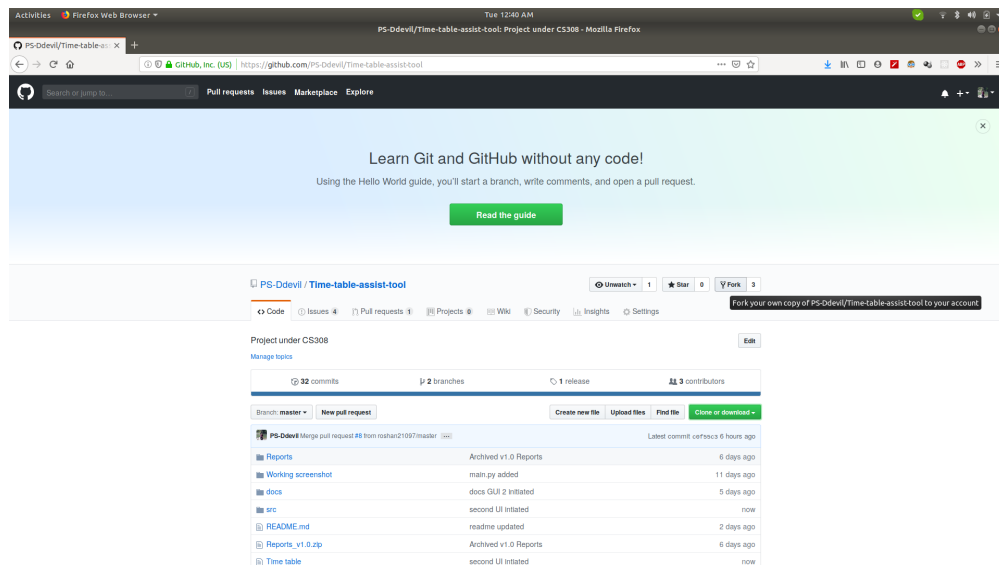 Activities Firefox Web Browser Tue 12:40 AM
PS-Ddevil/Time-table-assist-tool: Project under CS308 - Mozilla Firefox
PS-Ddevil/Time-table-as
GitHub, Inc. (US) https://github.com/PS-Ddevil/Time-table-assist-tool
Search or jump to... / Pull requests Issues Marketplace Explore
Learn Git and GitHub without any code!
Using the Hello World guide, you'll start a branch, write comments, and open a pull request.
Read the guide
PS-Ddevil / Time-table-assist-tool Unwatch 1 Star 0 Fork 3
Fork your own copy of PS-Ddevil/Time-table-assist-tool to your account
Code Issues 4 Pull requests 1 Projects 0 Wiki Security Insights Settings
Project under CS308 Edit
Manage topics
32 commits 2 branches 1 release 3 contributors
Branch: master New pull request Create new file Upload files Find file Clone or download
PS-Ddevil Merge pull request #8 from roshan21097/master ... Latest commit 6 hours ago
Reports Archived v1.0 Reports 6 days ago
Working screenshot main.py added 11 days ago
docs docs GUI 2 initiated 5 days ago
src second UI intiated now
README.md readme updated 2 days ago
Reports_v1.0.zip Archived v1.0 Reports 6 days ago
Time table second UI intiated now